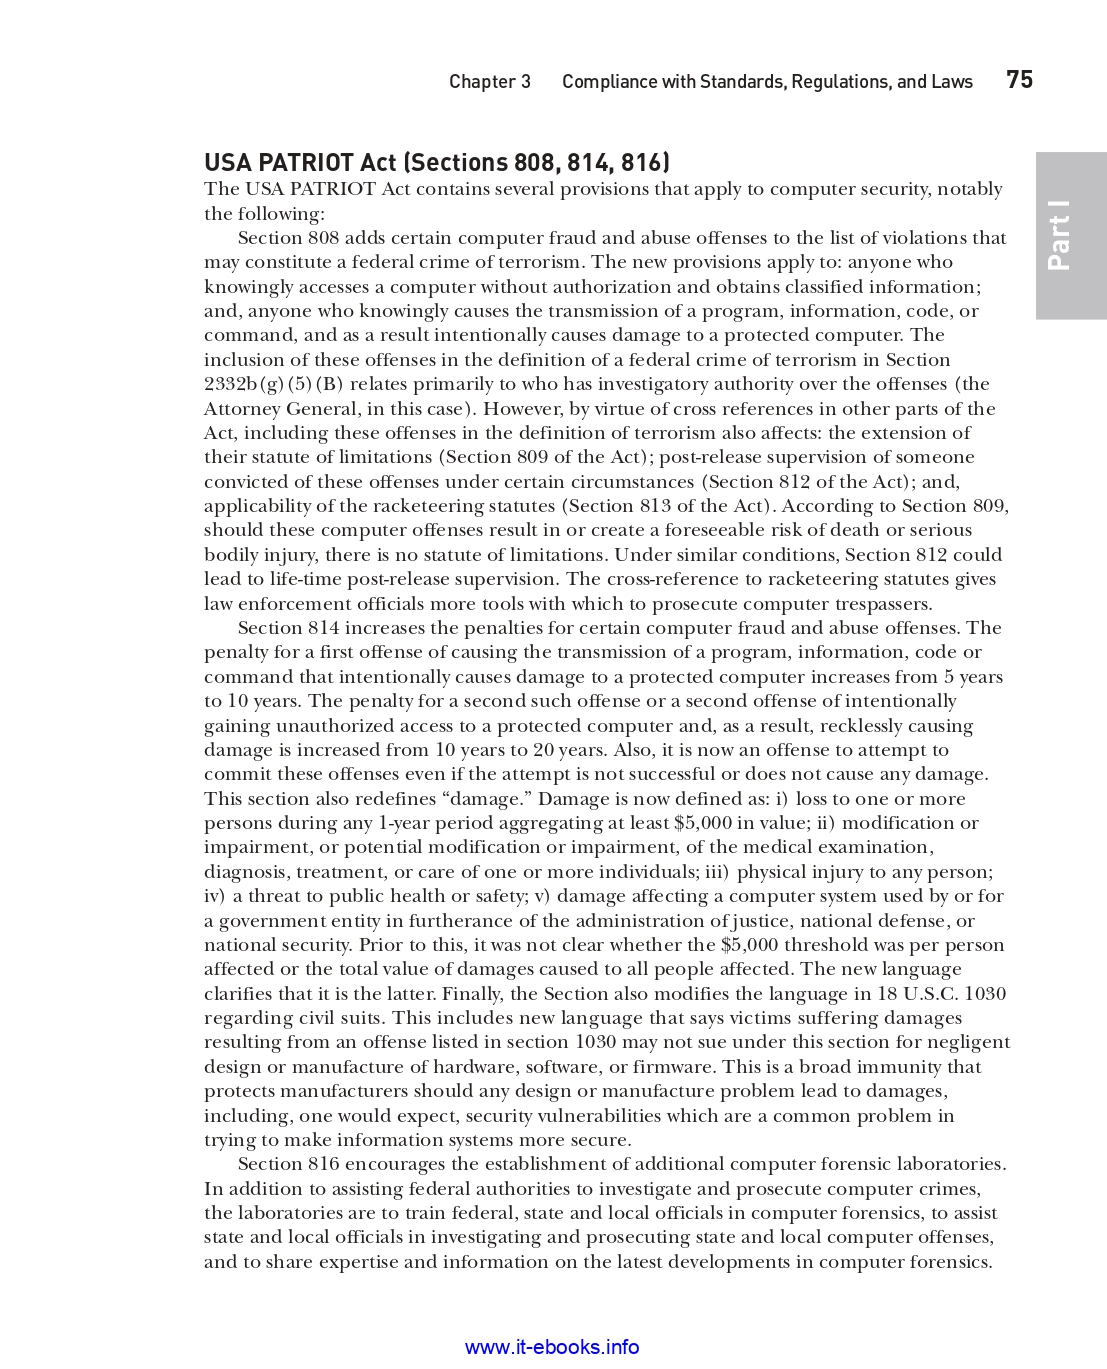 Chapter 3 Compliance with Standards, Regulations, and Laws 75
USA PATRIOT Act (Sections 808, 814, 816)
The USA PATRIOT Act contains several provisions that apply to computer security, notably
the following:
Section 808 adds certain computer fraud and abuse offenses to the list of violations that
may constitute a federal crime of terrorism. The new provisions apply to: anyone who
knowingly accesses a computer without authorization and obtains classified information;
and, anyone who knowingly causes the transmission of a program, information, code, or
command, and as a result intentionally causes damage to a protected computer. The
inclusion of these offenses in the definition of a federal crime of terrorism in Section
2332b(g)(5)(B) relates primarily to who has investigatory authority over the offenses (the
Attorney General, in this case). However, by virtue of cross references in other parts of the
Act, including these offenses in the definition of terrorism also affects: the extension of
their statute of limitations (Section 809 of the Act); post-release supervision of someone
convicted of these offenses under certain circumstances (Section 812 of the Act); and,
applicability of the racketeering statutes (Section 813 of the Act). According to Section 809,
should these computer offenses result in or create a foreseeable risk of death or serious
bodily injury, there is no statute of limitations. Under similar conditions, Section 812 could
lead to life-time post-release supervision. The cross-reference to racketeering statutes gives
law enforcement officials more tools with which to prosecute computer trespassers.
Section 814 increases the penalties for certain computer fraud and abuse offenses. The
penalty for a first offense of causing the transmission of a program, information, code or
command that intentionally causes damage to a protected computer increases from 5 years
to 10 years. The penalty for a second such offense or a second offense of intentionally
gaining unauthorized access to a protected computer and, as a result, recklessly causing
damage is increased from 10 years to 20 years. Also, it is now an offense to attempt to
commit these offenses even if the attempt is not successful or does not cause any damage.
This section also redefines “damage.” Damage is now defined as: i) loss to one or more
persons during any 1-year period aggregating at least $5,000 in value; ii) modification or
impairment, or potential modification or impairment, of the medical examination,
diagnosis, treatment, or care of one or more individuals; iii) physical injury to any person;
iv) a threat to public health or safety; v) damage affecting a computer system used by or for
a government entity in furtherance of the administration of justice, national defense, or
national security. Prior to this, it was not clear whether the $5,000 threshold was per person
affected or the total value of damages caused to all people affected. The new language
clarifies that it is the latter. Finally, the Section also modifies the language in 18 U.S.C. 1030
regarding civil suits. This includes new language that says victims suffering damages
resulting from an offense listed in section 1030 may not sue under this section for negligent
design or manufacture of hardware, software, or firmware. This is a broad immunity that
protects manufacturers should any design or manufacture problem lead to damages,
including, one would expect, security vulnerabilities which are a common problem in
trying to make information systems more secure.
Section 816 encourages the establishment of additional computer forensic laboratories.
In addition to assisting federal authorities to investigate and prosecute computer crimes,
the laboratories are to train federal, state and local officials in computer forensics, to assist
state and local officials in investigating and prosecuting state and local computer offenses,
and to share expertise and information on the latest developments in computer forensics.
Part I
www.it-ebooks.info